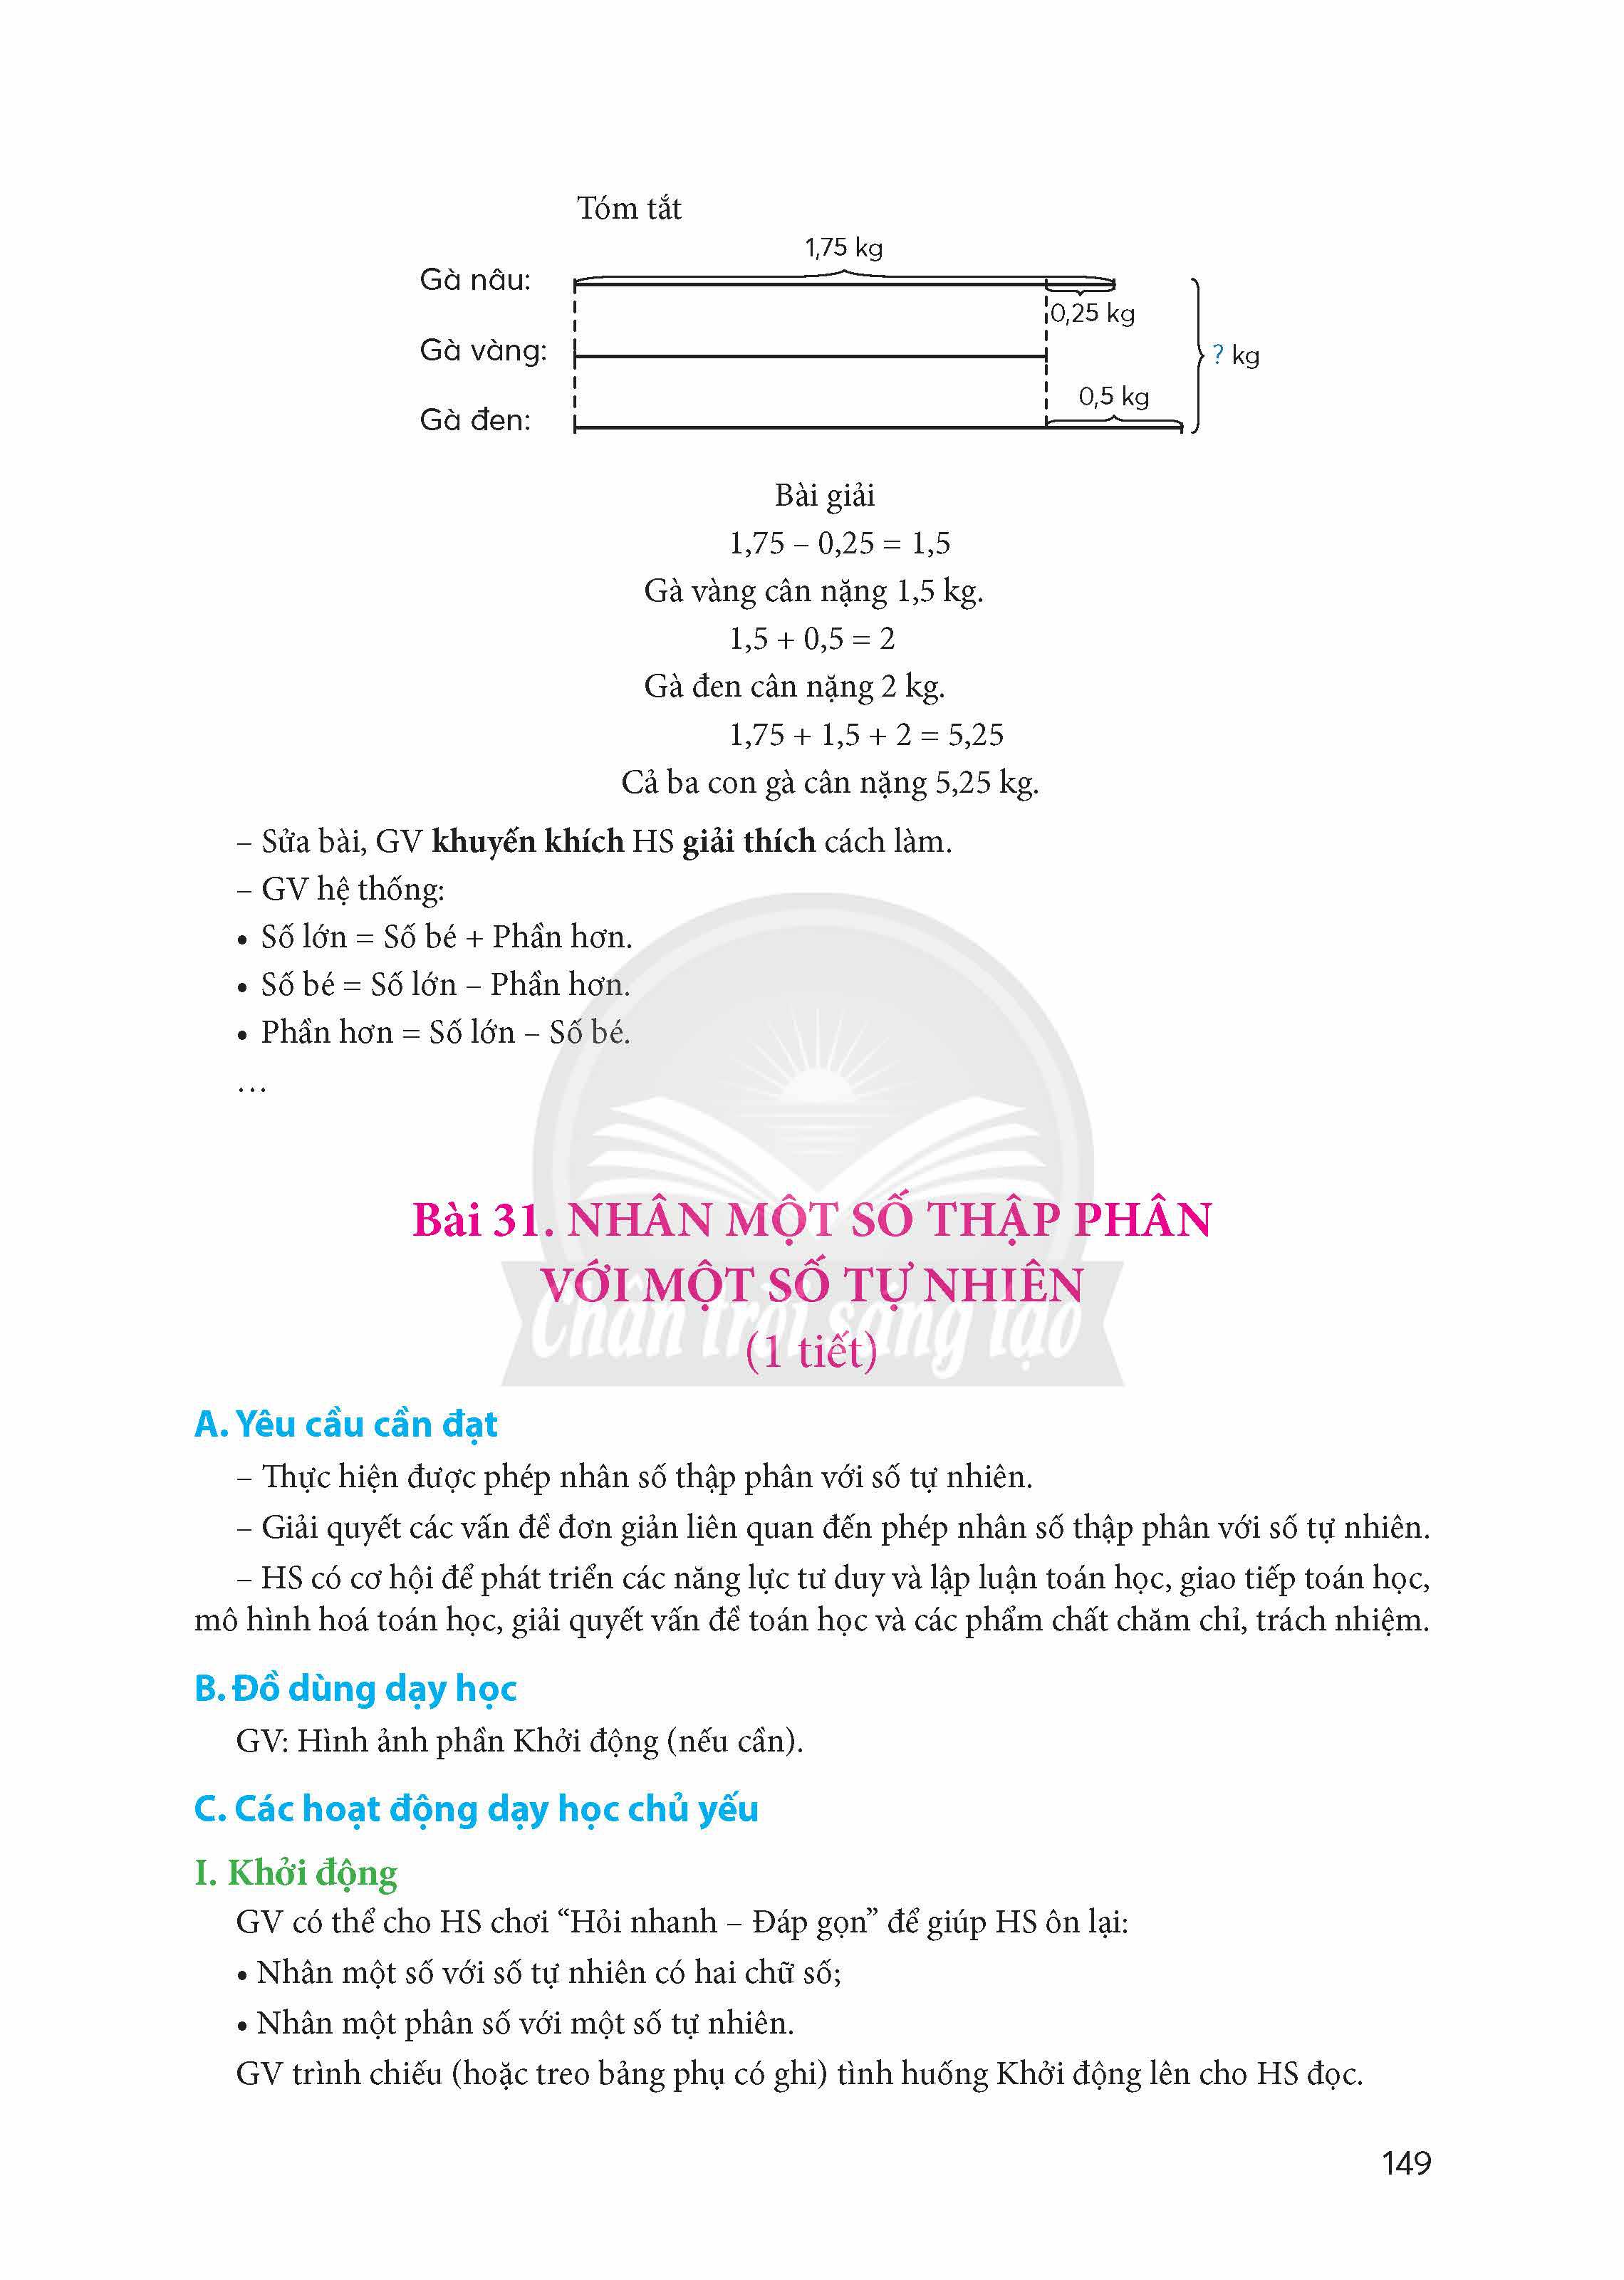 Tóm tắt
1,75 kg
Gà nâu:
0,25 kg
Gà vàng:
? kg
0,5 kg
Gà đen:
Bài giải
1,75 – 0,25 = 1,5
Gà vàng cân nặng 1,5 kg.
1,5 + 0,5 = 2
Gà đen cân nặng 2 kg.
1,75 + 1,5 + 2 = 5,25
Cả ba con gà cân nặng 5,25 kg.
– Sửa bài, GV khuyến khích HS giải thích cách làm.
– GV hệ thống:
• Số lớn = Số bé + Phần hơn.
• Số bé = Số lớn – Phần hơn.
• Phần hơn = Số lớn – Số bé.
…
Bài 31. NHÂN MỘT SỐ THẬP PHÂN
VỚI MỘT SỐ TỰ NHIÊN
Chân trời sáng tạo
(1 tiết)
A. Yêu cầu cần đạt
– Thực hiện được phép nhân số thập phân với số tự nhiên.
– Giải quyết các vấn đề đơn giản liên quan đến phép nhân số thập phân với số tự nhiên.
– HS có cơ hội để phát triển các năng lực tư duy và lập luận toán học, giao tiếp toán học,
mô hình hoá toán học, giải quyết vấn đề toán học và các phẩm chất chăm chỉ, trách nhiệm.
B. Đồ dùng dạy học
GV: Hình ảnh phần Khởi động (nếu cần).
C. Các hoạt động dạy học chủ yếu
I. Khởi động
GV có thể cho HS chơi “Hỏi nhanh – Đáp gọn” để giúp HS ôn lại:
• Nhân một số với số tự nhiên có hai chữ số;
• Nhân một phân số với một số tự nhiên.
GV trình chiếu (hoặc treo bảng phụ có ghi) tình huống Khởi động lên cho HS đọc.
149